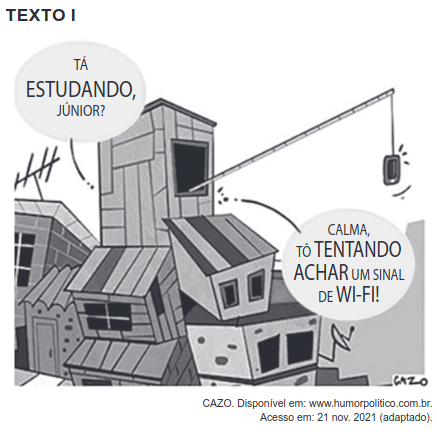 TEXTO I
TÁ
ESTUDANDO,
JÚNIOR?
CALMA,
TÔ TENTANDO
ACHAR UM SINAL
DE WI-FI!
CAZO
CAZO. Disponível em: www.humorpolitico.com.br.
Acesso em: 21 nov. 2021 (adaptado).